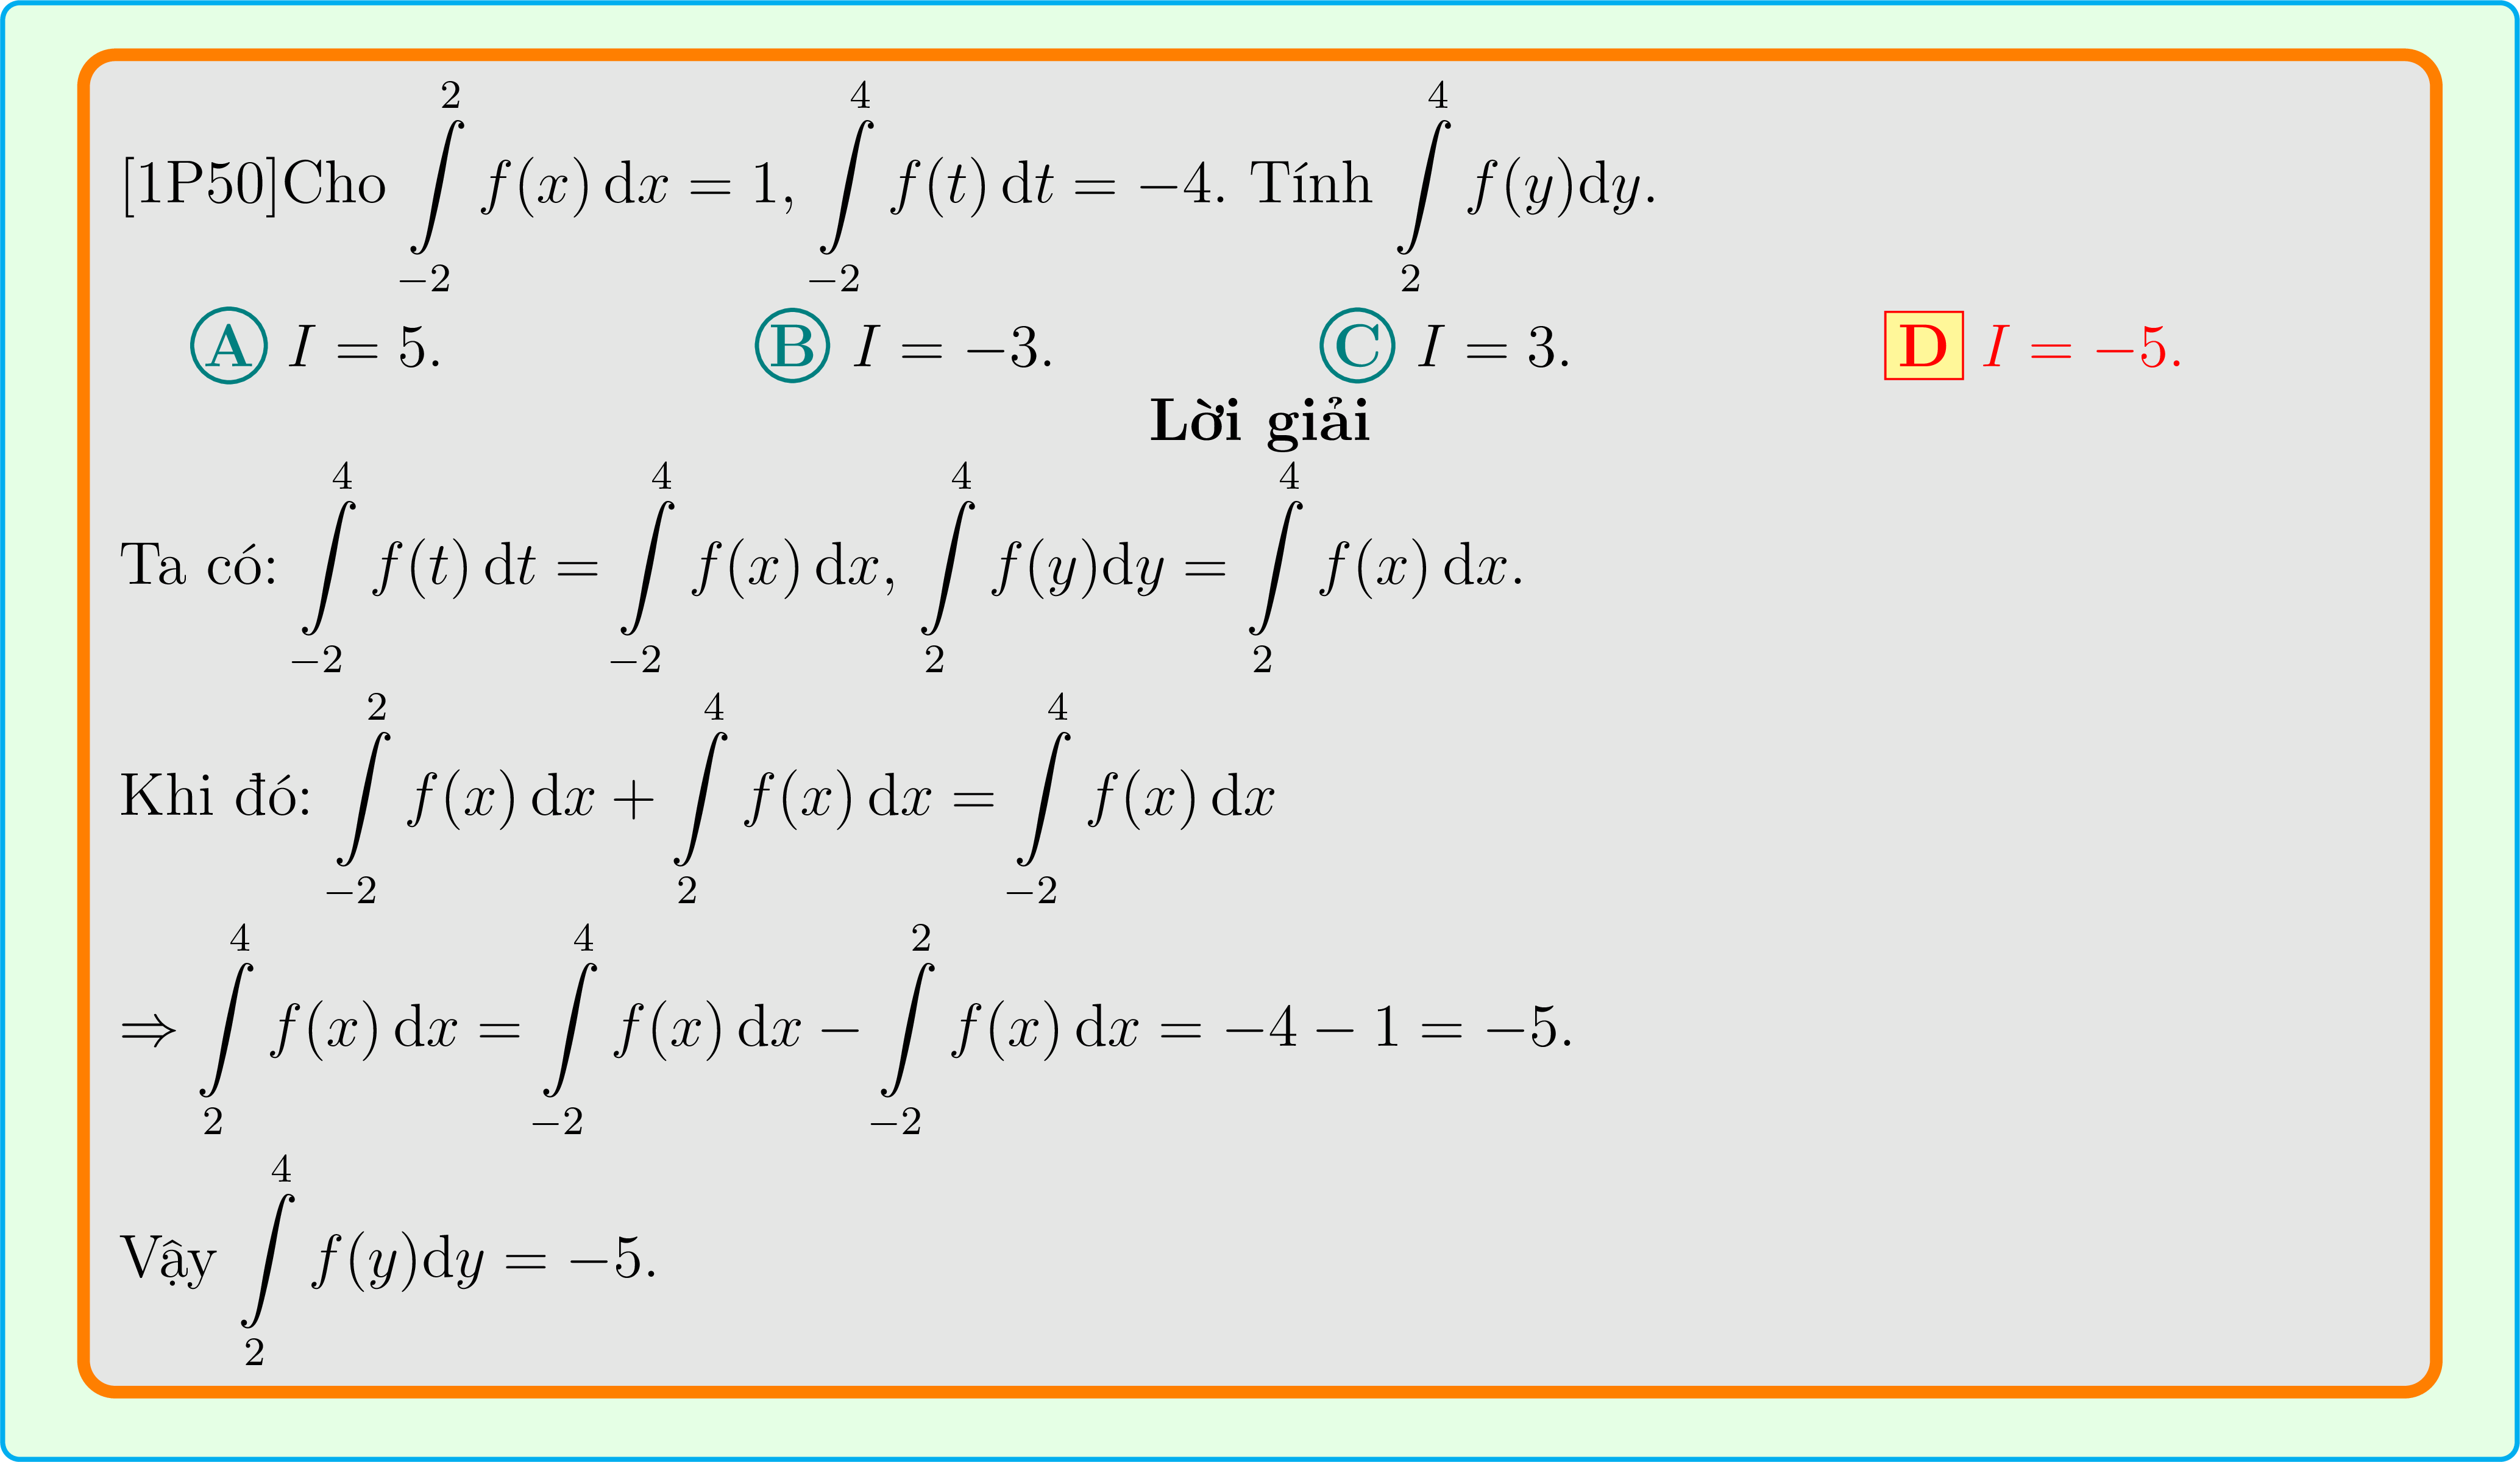 [1P50]Cho $\int\limits_{-2}^{2} f(x)\,\mathrm{d}x = 1$, $\int\limits_{-2}^{4} f(t)\,\mathrm{d}t = -4$. Tính $\int\limits_{2}^{4} f(y)\mathrm{d}y$.
A $I = 5$. B $I = -3$. C $I = 3$. D $I = -5$.
Lời giải
Ta có: $\int\limits_{-2}^{4} f(t)\,\mathrm{d}t = \int\limits_{-2}^{4} f(x)\,\mathrm{d}x$, $\int\limits_{2}^{4} f(y)\mathrm{d}y = \int\limits_{2}^{4} f(x)\,\mathrm{d}x$.
Khi đó: $\int\limits_{-2}^{2} f(x)\,\mathrm{d}x + \int\limits_{2}^{4} f(x)\,\mathrm{d}x = \int\limits_{-2}^{4} f(x)\,\mathrm{d}x$
$\Rightarrow \int\limits_{2}^{4} f(x)\,\mathrm{d}x = \int\limits_{-2}^{4} f(x)\,\mathrm{d}x - \int\limits_{-2}^{2} f(x)\,\mathrm{d}x = -4 - 1 = -5$.
Vậy $\int\limits_{2}^{4} f(y)\mathrm{d}y = -5$.